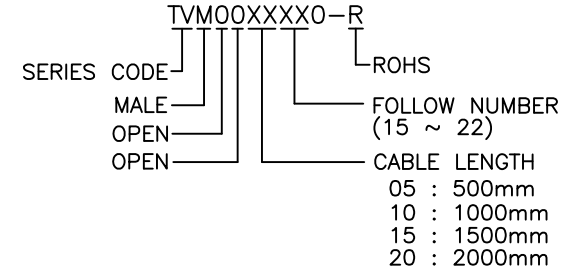 TVM00XXXX0-R
SERIES CODE
ROHS
MALE
FOLLOW NUMBER
(15 ~ 22)
OPEN
OPEN
CABLE LENGTH
05 : 500mm
10 : 1000mm
15 : 1500mm
20 : 2000mm